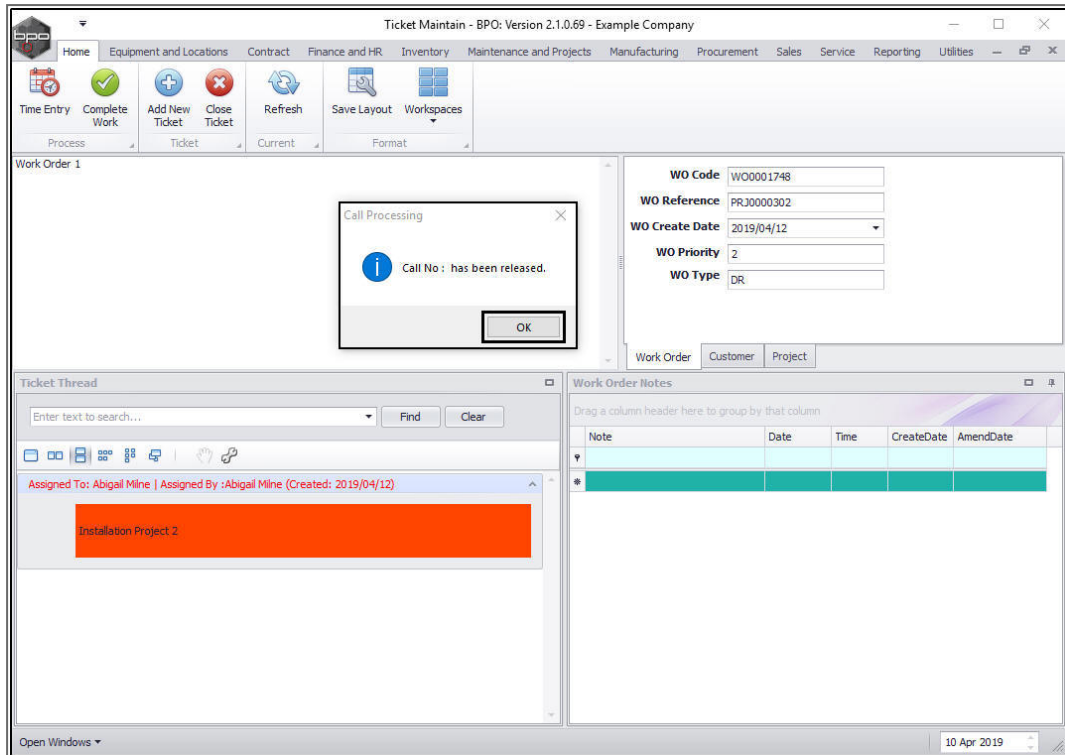 Ticket Maintain - BPO: Version 2.1.0.69 - Example Company
bpo
Home Equipment and Locations Contract Finance and HR Inventory Maintenance and Projects Manufacturing Procurement Sales Service Reporting Utilities
Time Entry Complete Work Add New Ticket Close Ticket Refresh Save Layout Workspaces
Process Ticket Current Format
Work Order 1
Call Processing
Call No : has been released.
OK
WO Code WO0001748
WO Reference PRJ0000302
WO Create Date 2019/04/12
WO Priority 2
WO Type DR
Work Order Customer Project
Ticket Thread
Enter text to search... Find Clear
Assigned To: Abigail Milne | Assigned By :Abigail Milne (Created: 2019/04/12)
Installation Project 2
Work Order Notes
Drag a column header here to group by that column
Note Date Time CreateDate AmendDate
Open Windows
10 Apr 2019